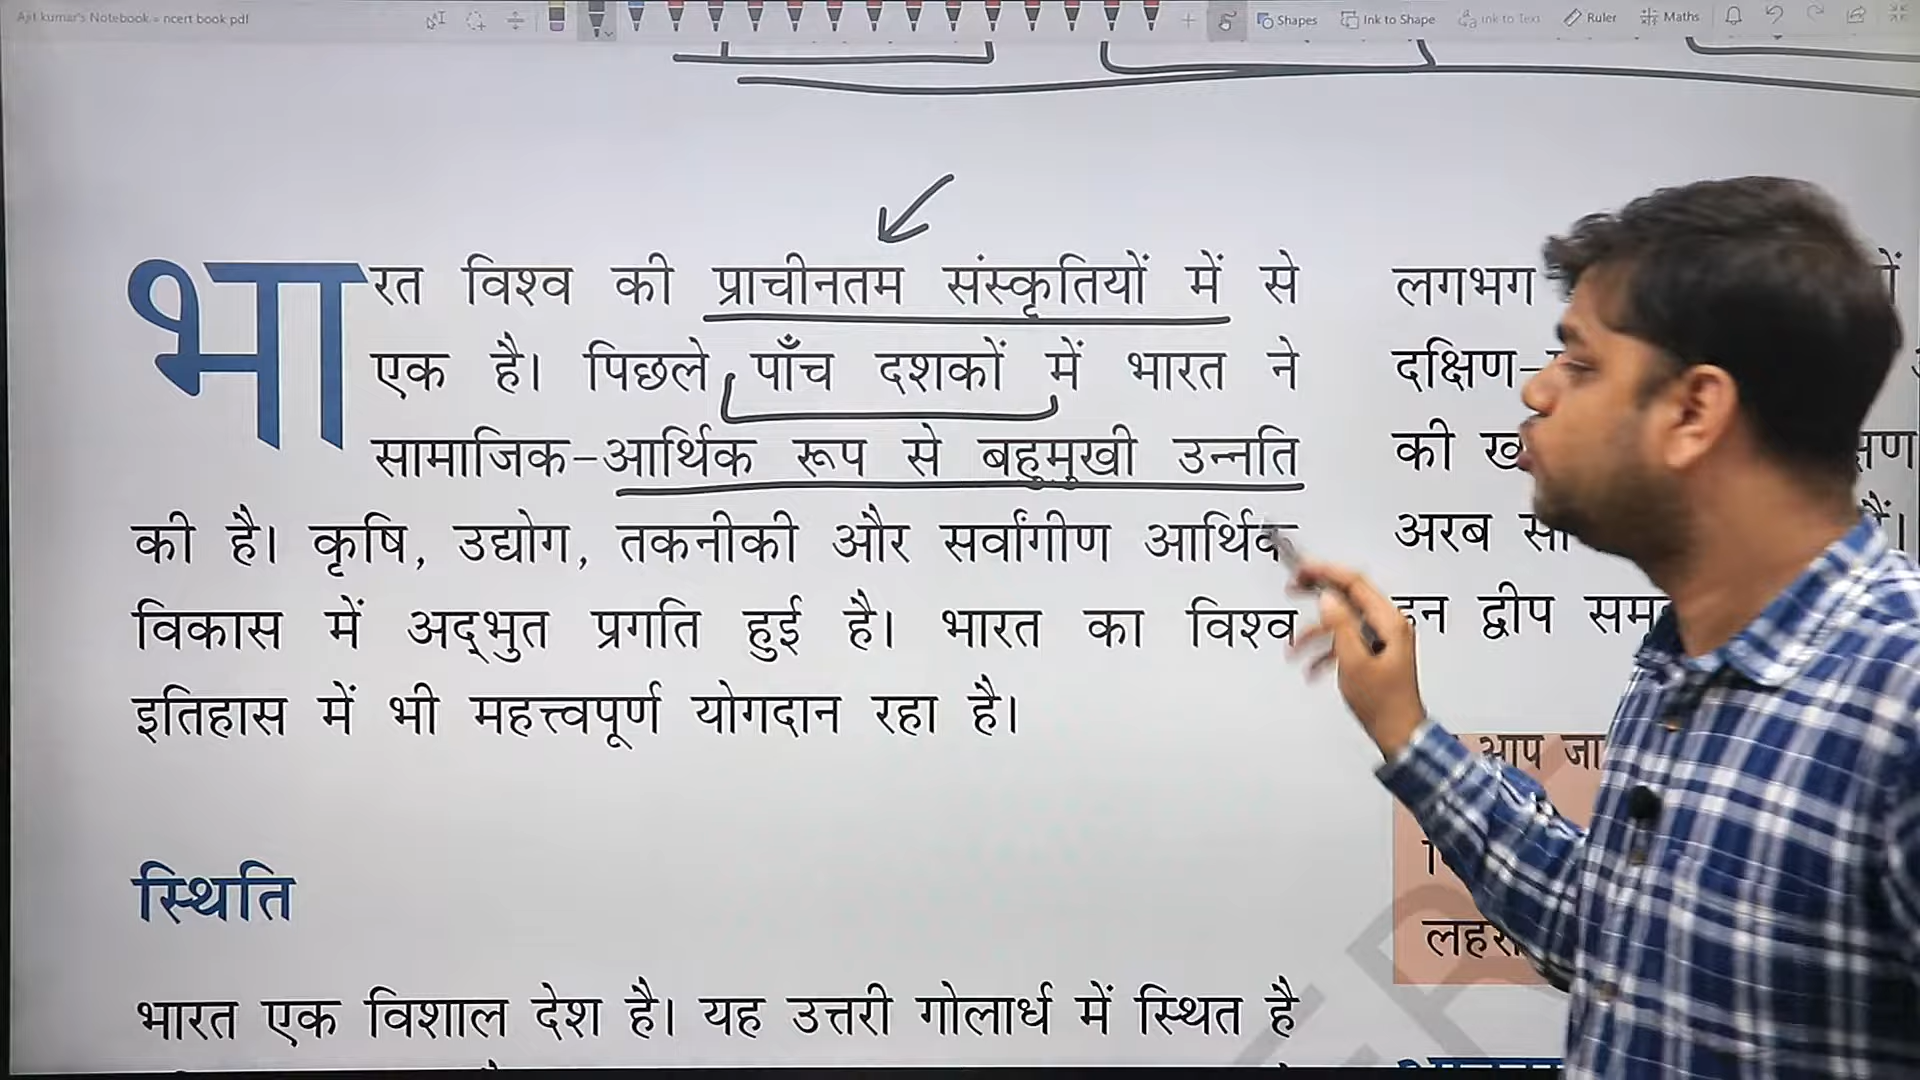 Ajit kumar's Notebook - ncert book pdf
Shapes
Ink to Shape
Ink to Text
Ruler
Maths
भारत विश्व की प्राचीनतम संस्कृतियों में से
एक है। पिछले पाँच दशकों में भारत ने
सामाजिक-आर्थिक रूप से बहुमुखी उन्नति
की है। कृषि, उद्योग, तकनीकी और सर्वांगीण आर्थिक
विकास में अद्‌भुत प्रगति हुई है। भारत का विश्व
इतिहास में भी महत्त्वपूर्ण योगदान रहा है।
स्थिति
भारत एक विशाल देश है। यह उत्तरी गोलार्ध में स्थित है
लगभग
दक्षिण-
की
अरब
इन द्वीप
आप